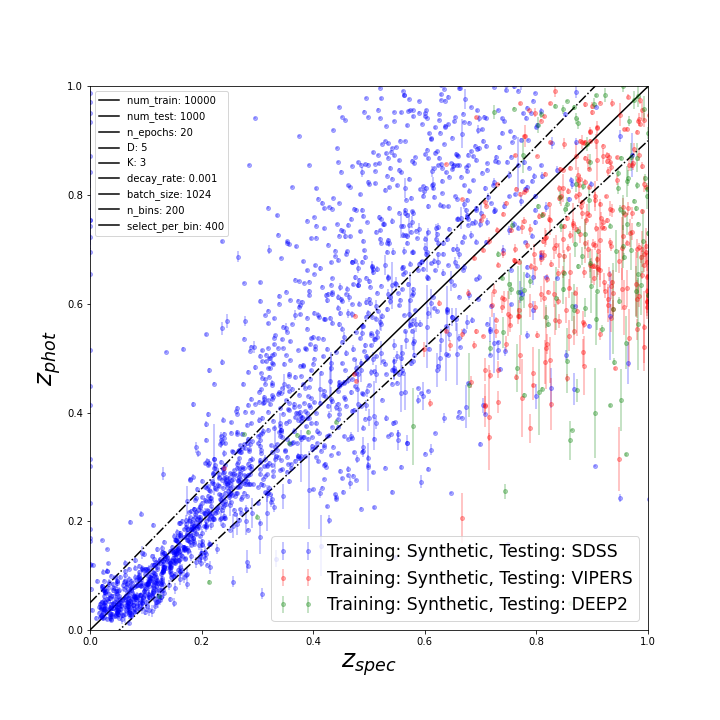 num_train: 10000
num_test: 1000
n_epochs: 20
D: 5
K: 3
decay_rate: 0.001
batch_size: 1024
n_bins: 200
select_per_bin: 400
1.0
0.8
0.6
0.4
0.2
0.0
z_phot
Training: Synthetic, Testing: SDSS
Training: Synthetic, Testing: VIPERS
Training: Synthetic, Testing: DEEP2
0.0 0.2 0.4 0.6 0.8 1.0
z_spec